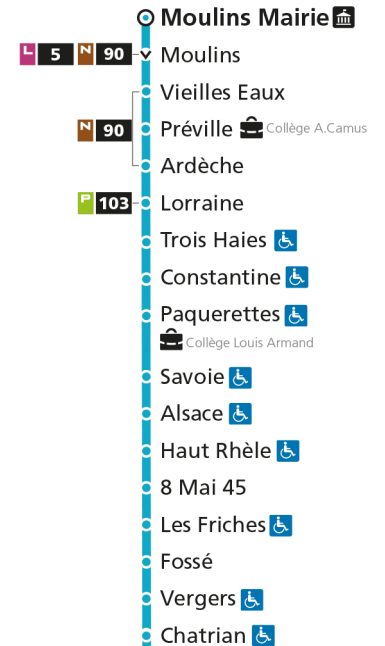 Moulins Mairie
L 5 N 90 Moulins
Vieilles Eaux
N 90 Préville Collège A.Camus
Ardèche
P 103 Lorraine
Trois Haies
Constantine
Paquerettes
Collège Louis Armand
Savoie
Alsace
Haut Rhèle
8 Mai 45
Les Friches
Fossé
Vergers
Chatrian